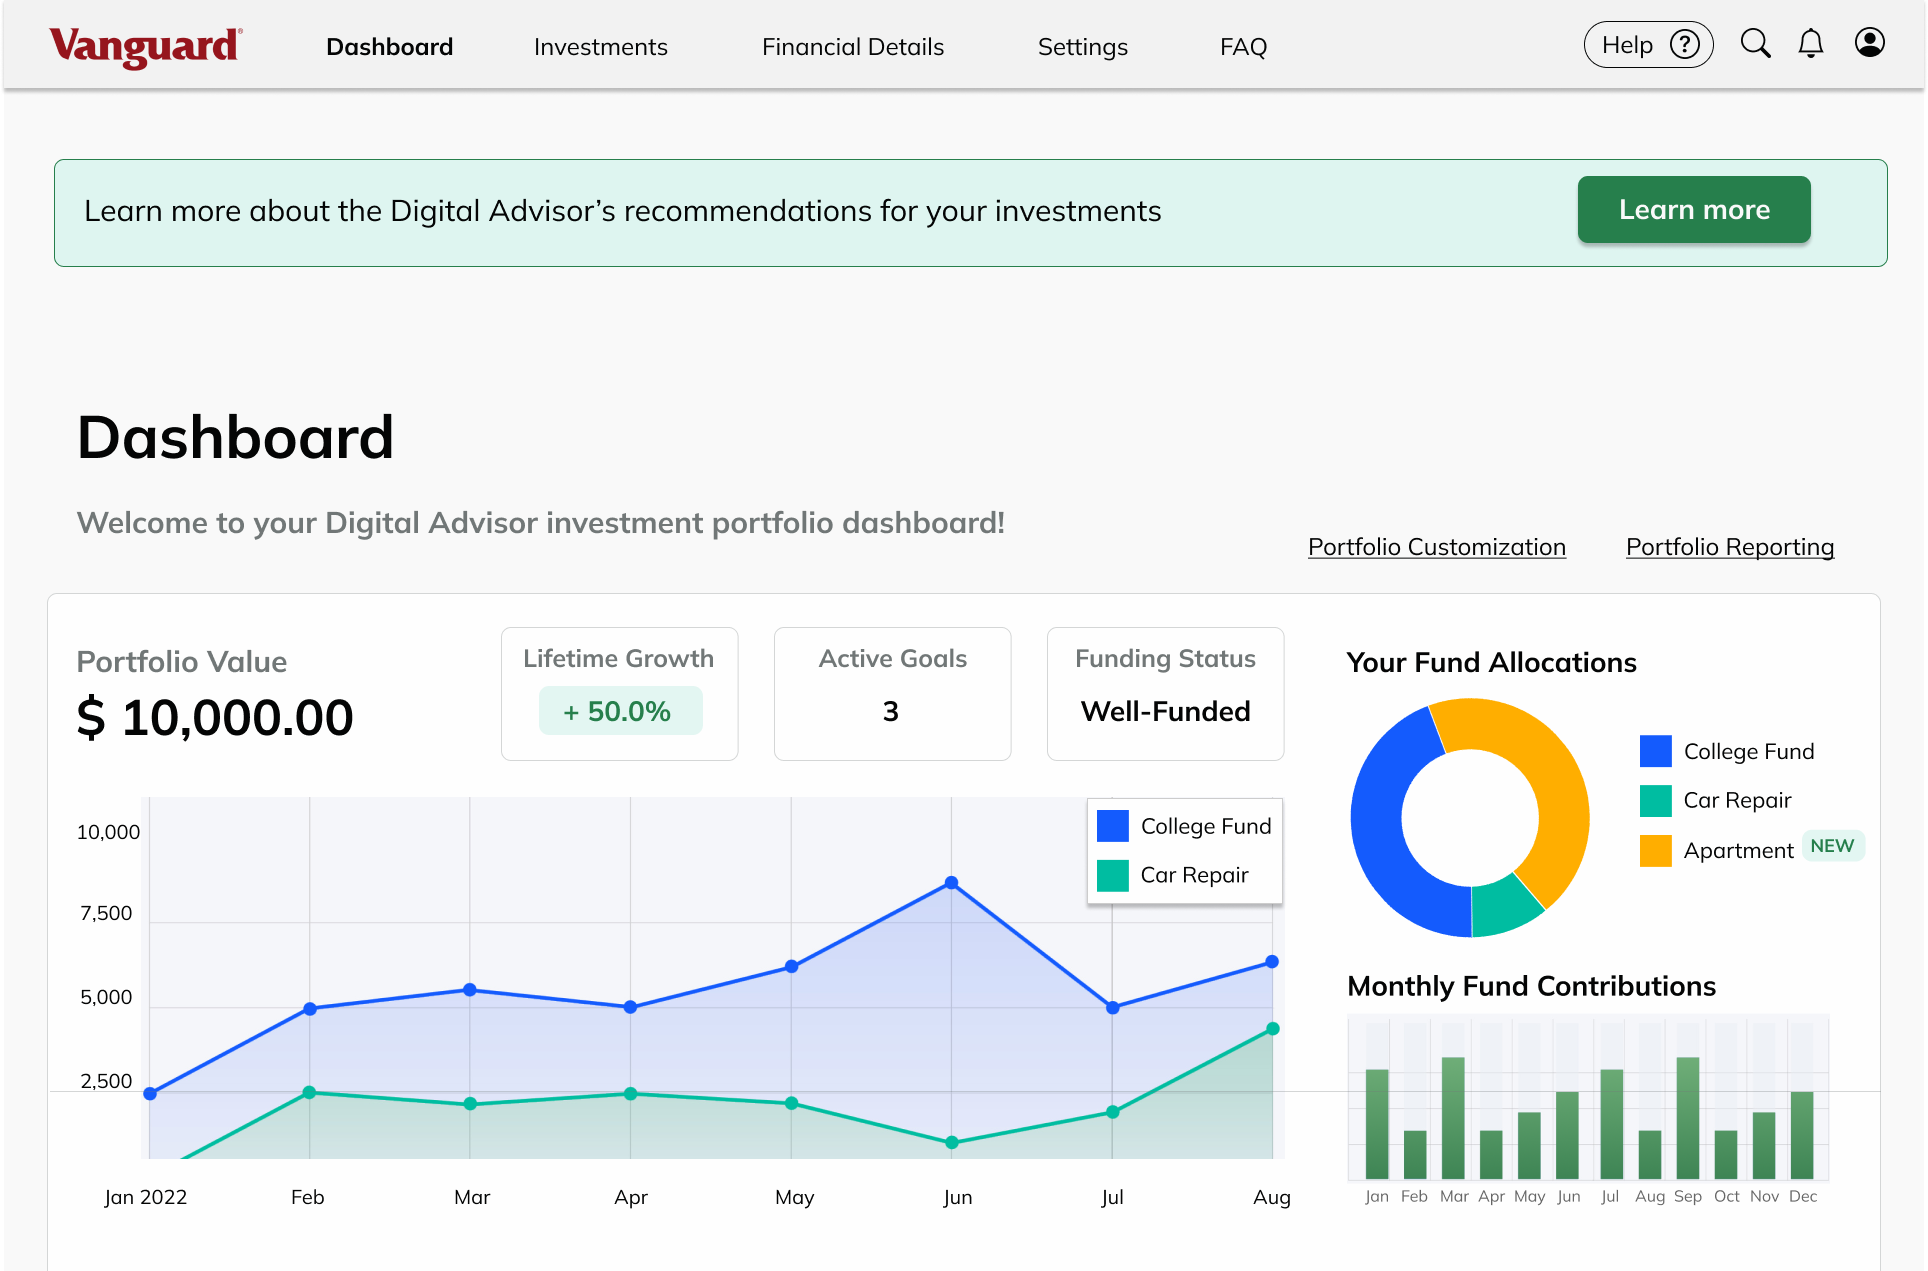 Vanguard®
Dashboard
Investments
Financial Details
Settings
FAQ
Help ?
Learn more about the Digital Advisor’s recommendations for your investments
Learn more
Dashboard
Welcome to your Digital Advisor investment portfolio dashboard!
Portfolio Customization
Portfolio Reporting
Portfolio Value
$ 10,000.00
Lifetime Growth
+ 50.0%
Active Goals
3
Funding Status
Well-Funded
10,000
7,500
5,000
2,500
College Fund
Car Repair
Jan 2022 Feb Mar Apr May Jun Jul Aug
Your Fund Allocations
College Fund
Car Repair
Apartment NEW
Monthly Fund Contributions
Jan Feb Mar Apr May Jun Jul Aug Sep Oct Nov Dec